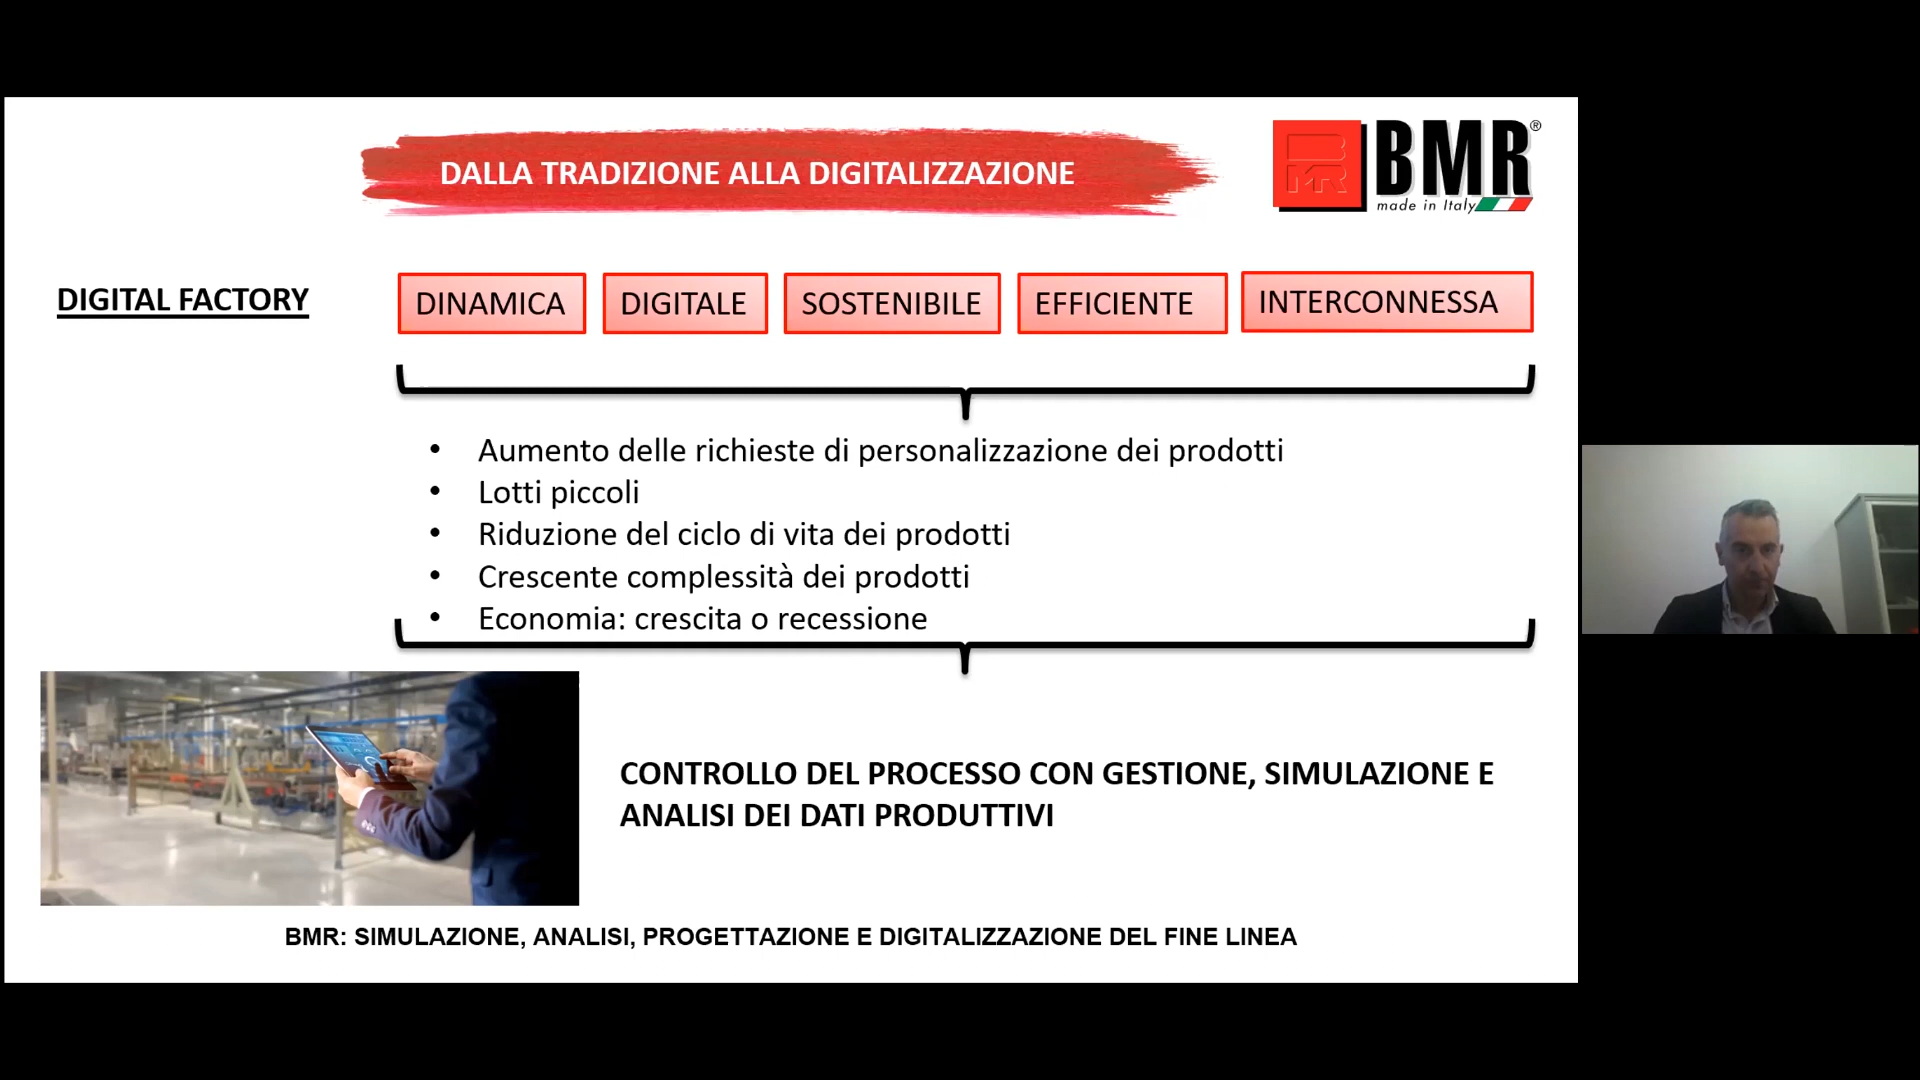 DALLA TRADIZIONE ALLA DIGITALIZZAZIONE
BMR
BMR®
made in Italy
DIGITAL FACTORY
DINAMICA
DIGITALE
SOSTENIBILE
EFFICIENTE
INTERCONNESSA
• Aumento delle richieste di personalizzazione dei prodotti
• Lotti piccoli
• Riduzione del ciclo di vita dei prodotti
• Crescente complessità dei prodotti
• Economia: crescita o recessione
CONTROLLO DEL PROCESSO CON GESTIONE, SIMULAZIONE E
ANALISI DEI DATI PRODUTTIVI
BMR: SIMULAZIONE, ANALISI, PROGETTAZIONE E DIGITALIZZAZIONE DEL FINE LINEA